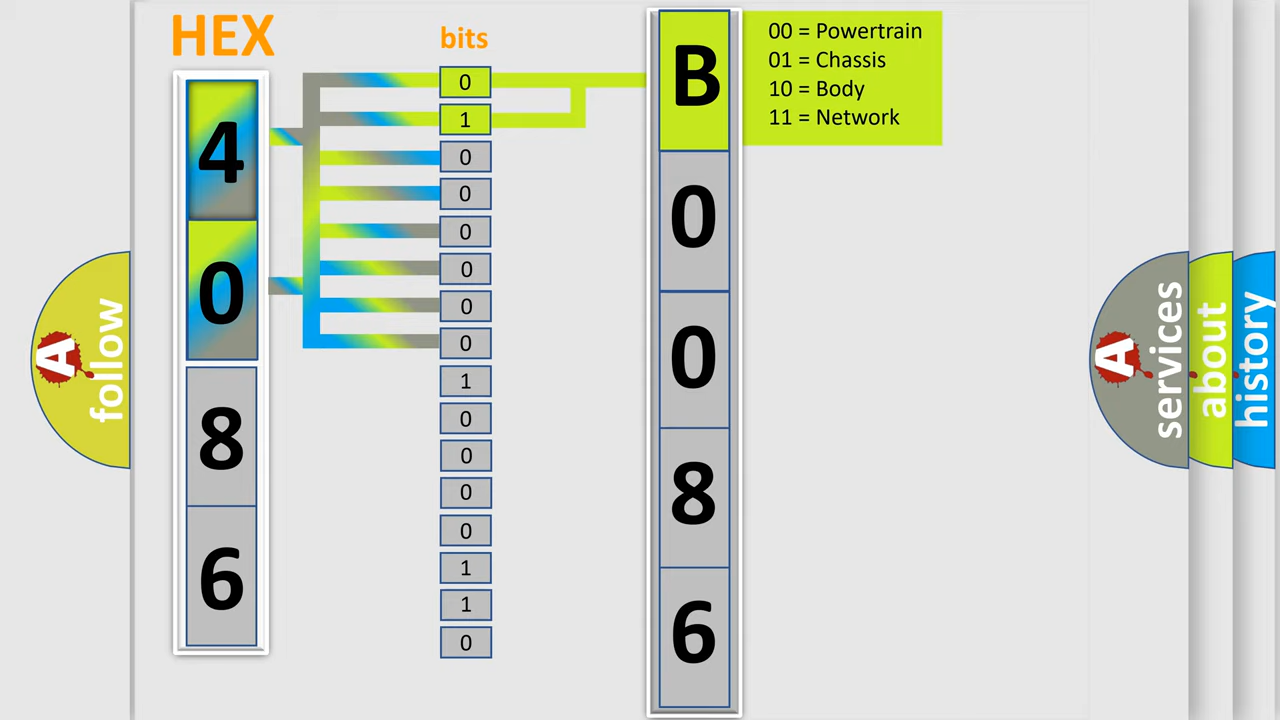 HEX
bits
4
0
8
6
0
1
0
0
0
0
0
0
1
0
0
0
0
1
1
0
B
0
0
8
6
00 = Powertrain
01 = Chassis
10 = Body
11 = Network
A
follow
A
services
about
history